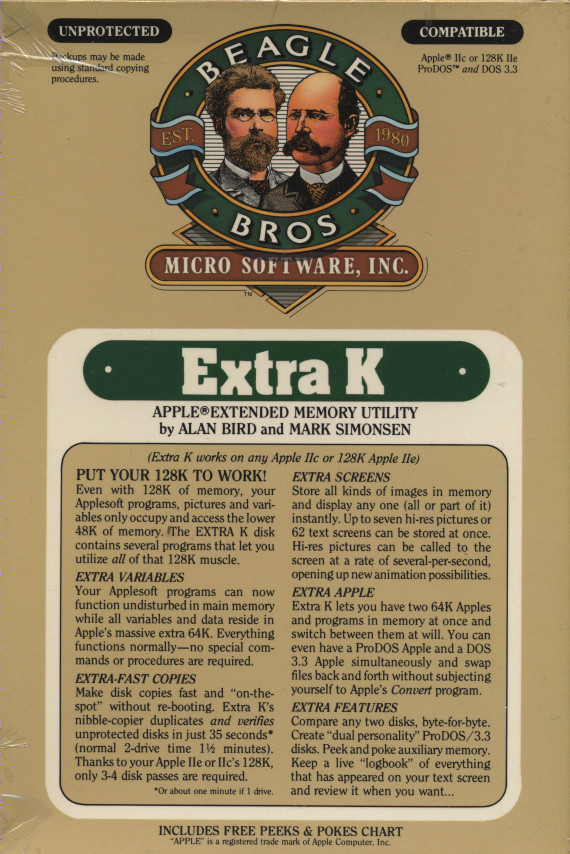 UNPROTECTED
Backups may be made
using standard copying
procedures.
COMPATIBLE
Apple® IIc or 128K IIe
ProDOS™ and DOS 3.3
BEAGLE
EST. 1980
BROS
MICRO SOFTWARE, INC.
TM
Extra K
APPLE® EXTENDED MEMORY UTILITY
by ALAN BIRD and MARK SIMONSEN
(Extra K works on any Apple IIc or 128K Apple IIe)
PUT YOUR 128K TO WORK!
Even with 128K of memory, your
Applesoft programs, pictures and vari-
ables only occupy and access the lower
48K of memory. The EXTRA K disk
contains several programs that let you
utilize all of that 128K muscle.
EXTRA VARIABLES
Your Applesoft programs can now
function undisturbed in main memory
while all variables and data reside in
Apple's massive extra 64K. Everything
functions normally—no special com-
mands or procedures are required.
EXTRA-FAST COPIES
Make disk copies fast and "on-the-
spot" without re-booting. Extra K's
nibble-copier duplicates and verifies
unprotected disks in just 35 seconds*
(normal 2-drive time 1½ minutes).
Thanks to your Apple IIe or IIc's 128K,
only 3-4 disk passes are required.
*Or about one minute if 1 drive.
EXTRA SCREENS
Store all kinds of images in memory
and display any one (all or part of it)
instantly. Up to seven hi-res pictures or
62 text screens can be stored at once.
Hi-res pictures can be called to the
screen at a rate of several-per-second,
opening up new animation possibilities.
EXTRA APPLE
Extra K lets you have two 64K Apples
and programs in memory at once and
switch between them at will. You can
even have a ProDOS Apple and a DOS
3.3 Apple simultaneously and swap
files back and forth without subjecting
yourself to Apple's Convert program.
EXTRA FEATURES
Compare any two disks, byte-for-byte.
Create "dual personality" ProDOS/3.3
disks. Peek and poke auxiliary memory.
Keep a live "logbook" of everything
that has appeared on your text screen
and review it when you want...
INCLUDES FREE PEEKS & POKES CHART
"APPLE" is a registered trade mark of Apple Computer, Inc.